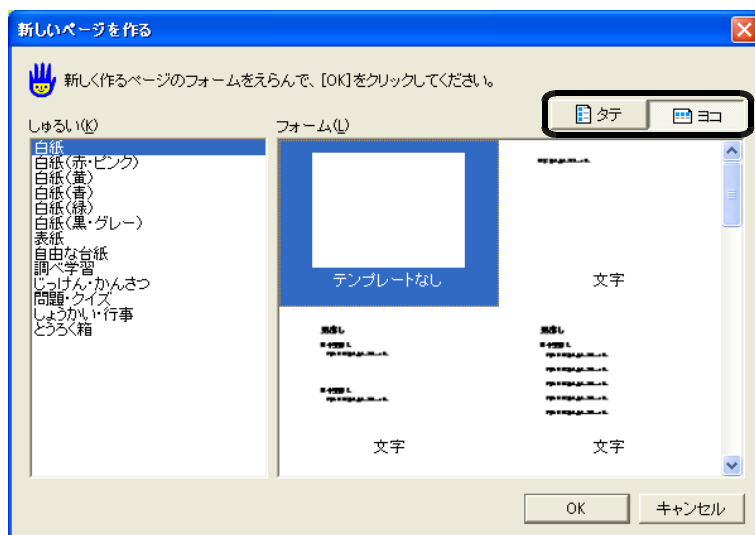 新しいページを作る
新しく作るページのフォームをえらんで、[OK]をクリックしてください。
タテ
ヨコ
しゅるい(K)
フォーム(L)
白紙
白紙(赤・ピンク)
白紙(黄)
白紙(青)
白紙(緑)
白紙(黒・グレー)
表紙
自由な台紙
調べ学習
じっけん・かんさつ
問題・クイズ
しょうかい・行事
とうろく箱
テンプレートなし
文字
文字
文字
OK
キャンセル